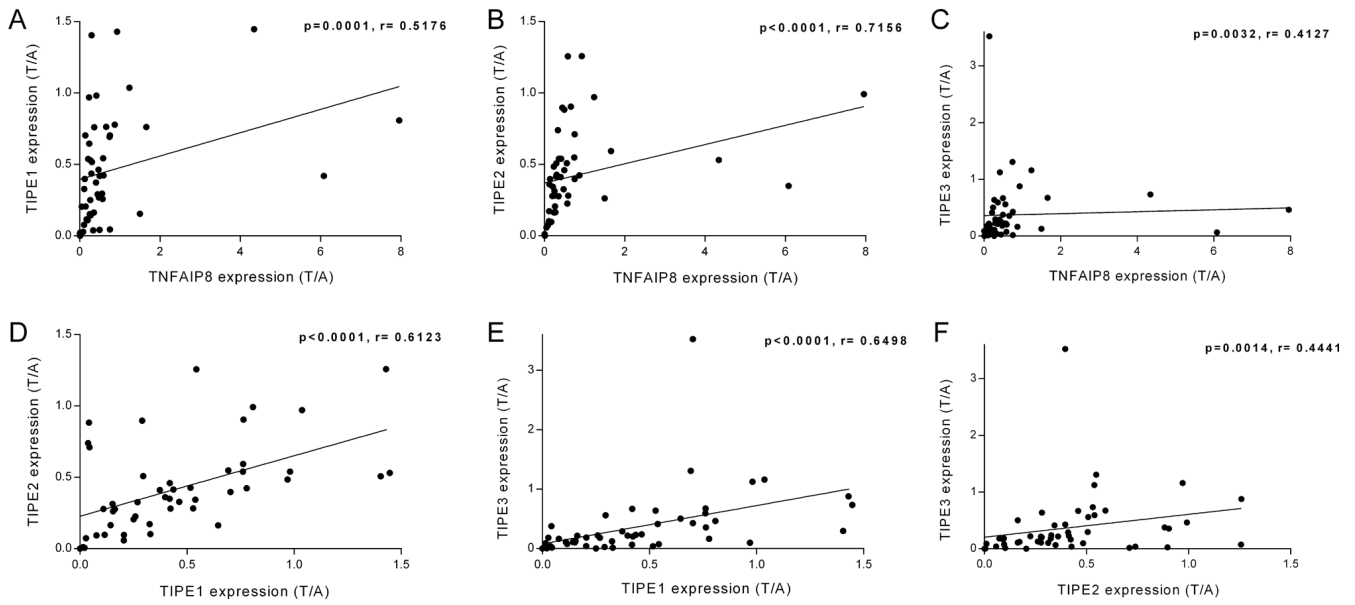 A
p=0.0001, r= 0.5176
TIPE1 expression (T/A)
1.5
1.0
0.5
0.0
0 2 4 6 8
TNFAIP8 expression (T/A)
B
p<0.0001, r= 0.7156
TIPE2 expression (T/A)
1.5
1.0
0.5
0.0
0 2 4 6 8
TNFAIP8 expression (T/A)
C
p=0.0032, r= 0.4127
TIPE3 expression (T/A)
3
2
1
0
0 2 4 6 8
TNFAIP8 expression (T/A)
D
p<0.0001, r= 0.6123
TIPE2 expression (T/A)
1.5
1.0
0.5
0.0
0.0 0.5 1.0 1.5
TIPE1 expression (T/A)
E
p<0.0001, r= 0.6498
TIPE3 expression (T/A)
3
2
1
0
0.0 0.5 1.0 1.5
TIPE1 expression (T/A)
F
p=0.0014, r= 0.4441
TIPE3 expression (T/A)
3
2
1
0
0.0 0.5 1.0 1.5
TIPE2 expression (T/A)